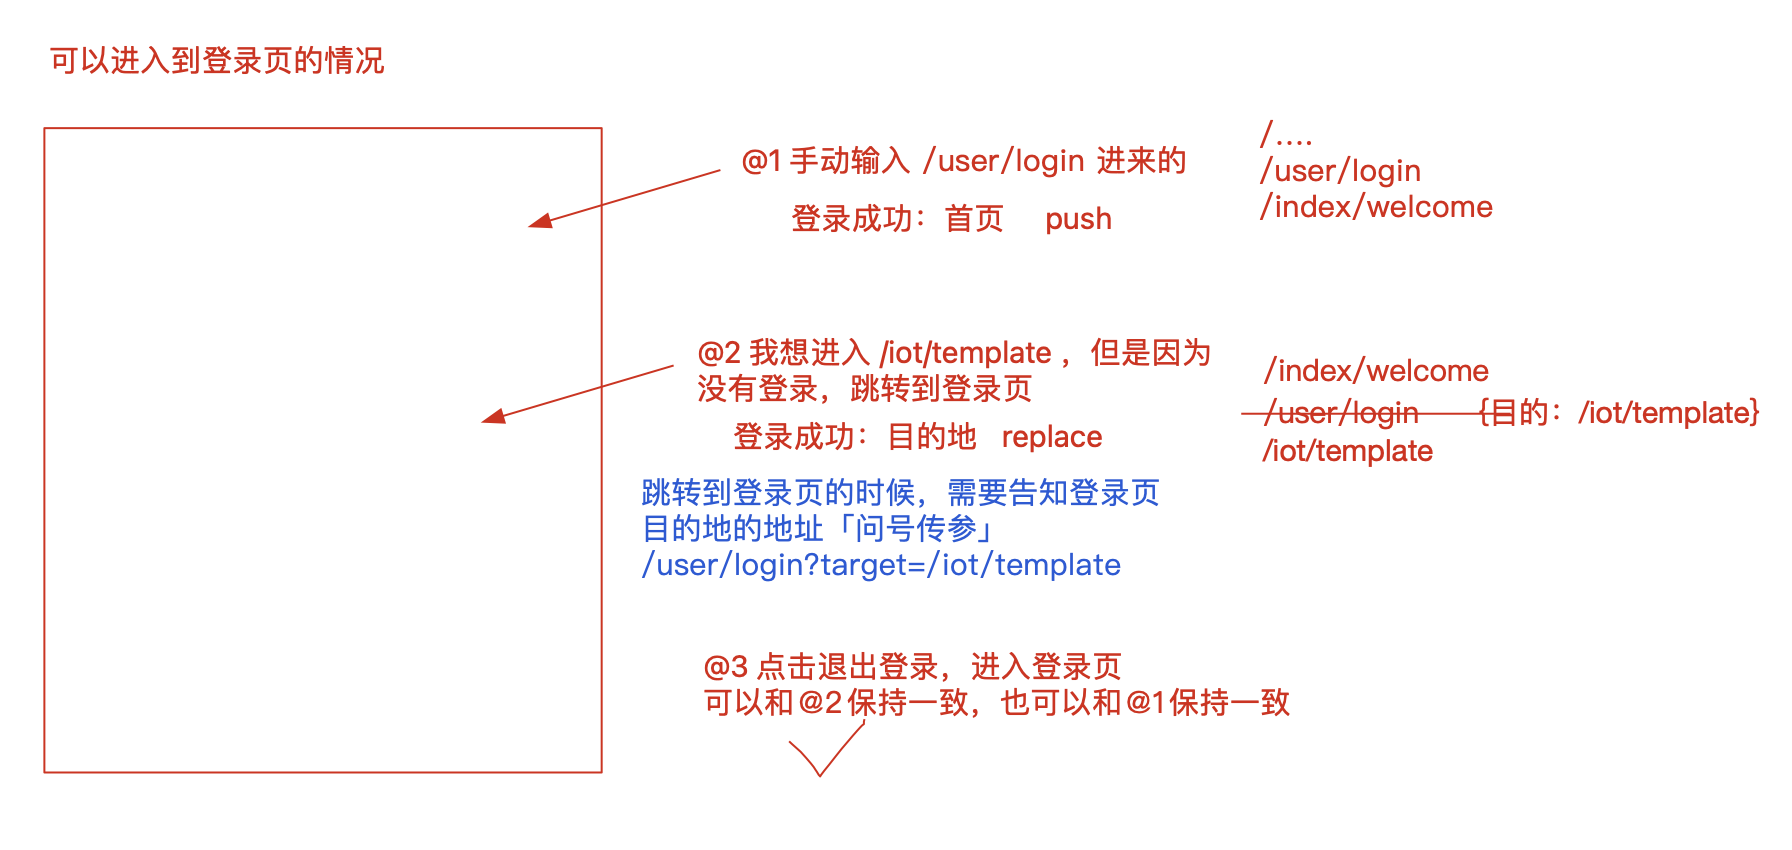 可以进入到登录页的情况
@1 手动输入 /user/login 进来的
登录成功：首页 push
/....
/user/login
/index/welcome
@2 我想进入 /iot/template ，但是因为
没有登录，跳转到登录页
登录成功：目的地 replace
/index/welcome
/user/login {目的：/iot/template}
/iot/template
跳转到登录页的时候，需要告知登录页
目的地的地址「问号传参」
/user/login?target=/iot/template
@3 点击退出登录，进入登录页
可以和@2保持一致，也可以和@1保持一致